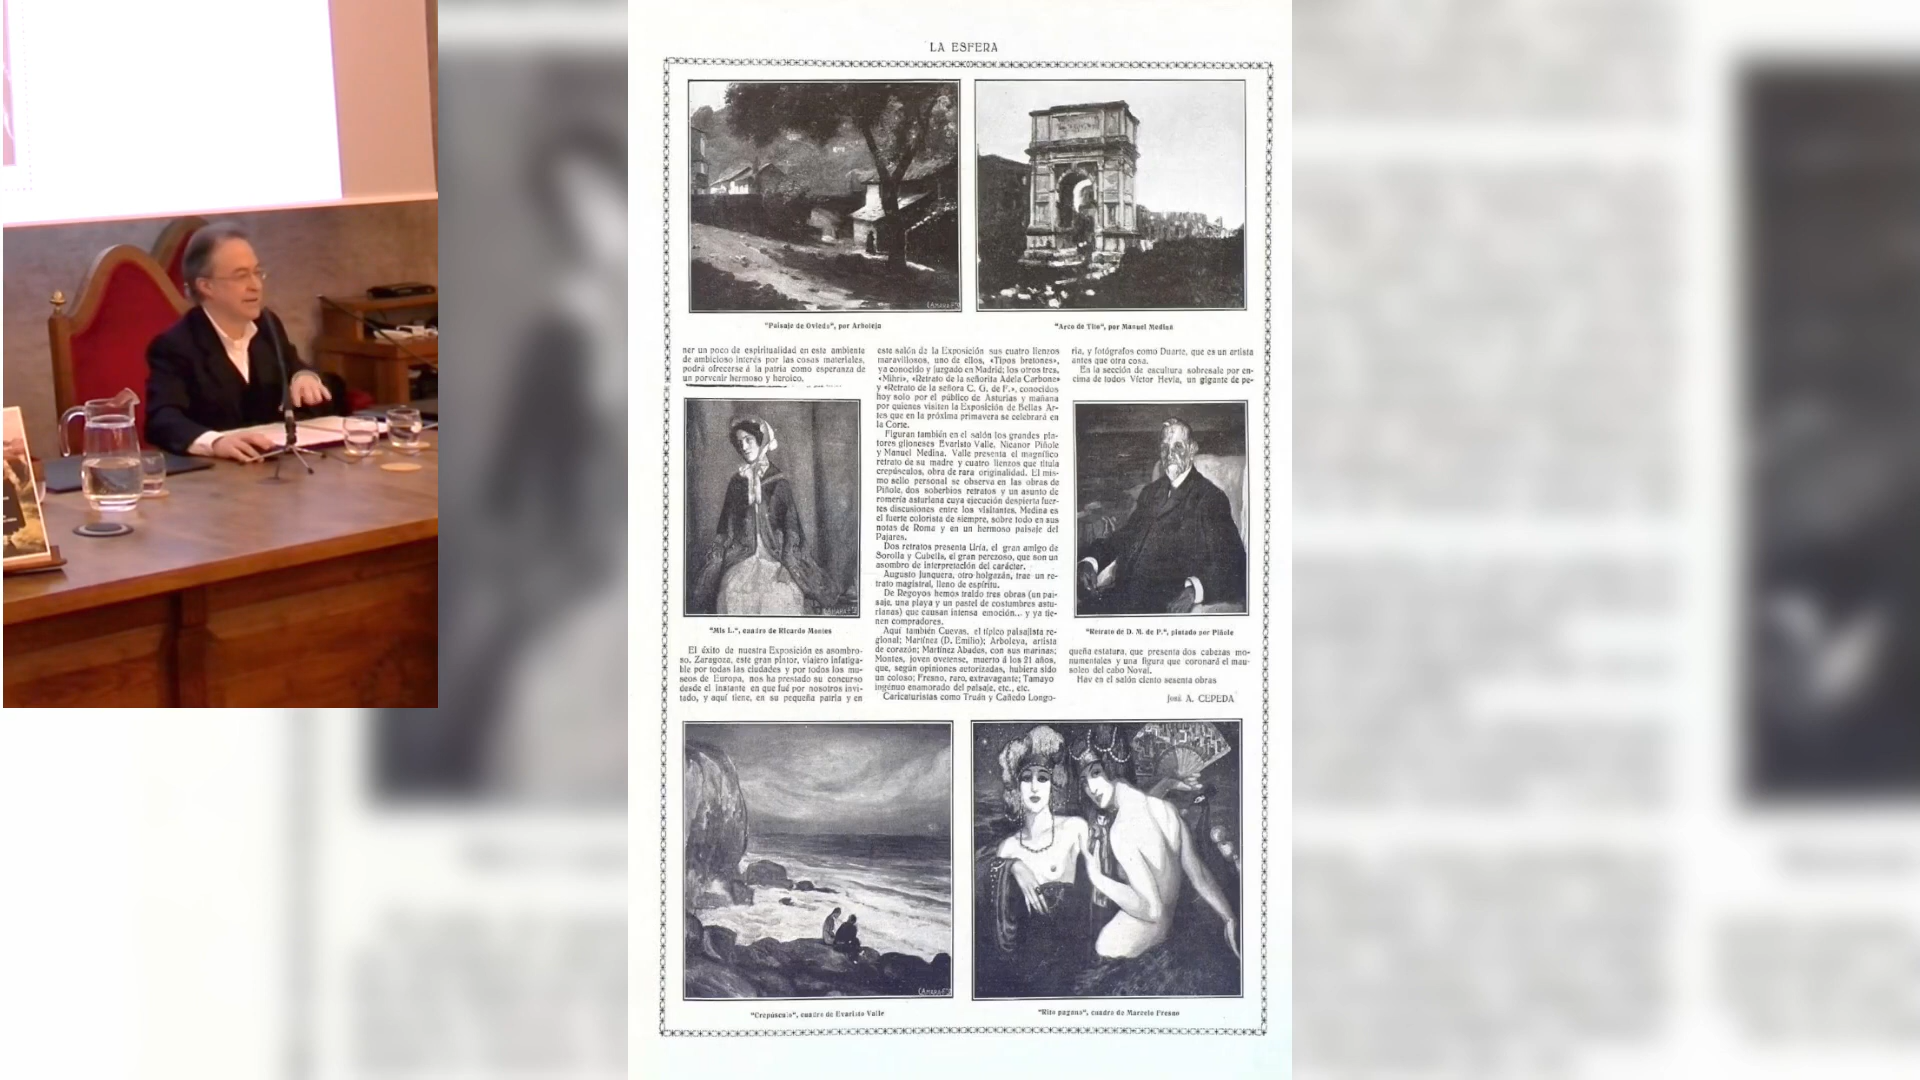 LA ESFERA
"Paisaje de Oviedo", por Arboleja
"Arco de Tito", por Manuel Medina
ner un poco de espiritualidad en este ambiente
de ambicioso interés por las cosas materiales,
podrá ofrecerse á la patria como esperanza de
un porvenir hermoso y heroico.
"Mis L.", cuadro de Ricardo Montes
El éxito de nuestra Exposición es asombro-
so. Zaragoza, este gran pintor, viajero infatiga-
ble por todas las ciudades y por todos los mu-
seos de Europa, nos ha prestado su concurso
desde el instante en que fué por nosotros invi-
tado, y aquí tiene, en su pequeña patria y en
este salón de la Exposición sus cuatro lienzos
maravillosos, uno de ellos, «Tipos bretones»,
ya conocido y juzgado en Madrid; los otros tres,
«Mihri», «Retrato de la señorita Adela Carbone»
y «Retrato de la señora C. G. de F.», conocidos
hoy solo por el público de Asturias y mañana
por quienes visiten la Exposición de Bellas Ar-
tes que en la próxima primavera se celebrará en
la Corte.
Figuran también en el salón los grandes pin-
tores gijoneses Evaristo Valle, Nicanor Piñole
y Manuel Medina. Valle presenta el magnífico
retrato de su madre y cuatro lienzos que titula
crepúsculos, obra de rara originalidad. El mis-
mo sello personal se observa en las obras de
Piñole, dos soberbios retratos y un asunto de
romería asturiana cuya ejecución despierta fuer-
tes discusiones entre los visitantes. Medina es
el fuerte colorista de siempre, sobre todo en sus
notas de Roma y en un hermoso paisaje del
Pajares.
Dos retratos presenta Uría, el gran amigo de
Sorolla y Cubells, el gran perezoso, que son un
asombro de interpretación del carácter.
Augusto Junquera, otro holgazán, trae un re-
trato magistral, lleno de espíritu.
De Regoyos hemos traído tres obras (un pai-
saje, una playa y un pastel de costumbres astu-
rianas) que causan intensa emoción... y ya tie-
nen compradores.
Aquí también Cuevas, el típico paisajista re-
gional; Martínez (D. Emilio); Arboleya, artista
de corazón; Martínez Abades, con sus marinas;
Montes, joven ovetense, muerto á los 21 años,
que, según opiniones autorizadas, hubiera sido
un coloso; Fresno, raro, extravagante; Tamayo
ingenuo enamorado del paisaje, etc., etc.
Caricaturistas como Truán y Cañedo Longo-
ria, y fotógrafos como Duarte, que es un artista
antes que otra cosa.
En la sección de escultura sobresale por en-
cima de todos Víctor Hevia, un gigante de pe-
"Retrato de D. M. de P.", pintado por Piñole
queña estatura, que presenta dos cabezas mo-
numentales y una figura que coronará el mau-
soleo del cabo Noval.
Hay en el salón ciento sesenta obras
José A. CEPEDA
"Crepúsculo", cuadro de Evaristo Valle
"Rito pagano", cuadro de Marcelo Fresno